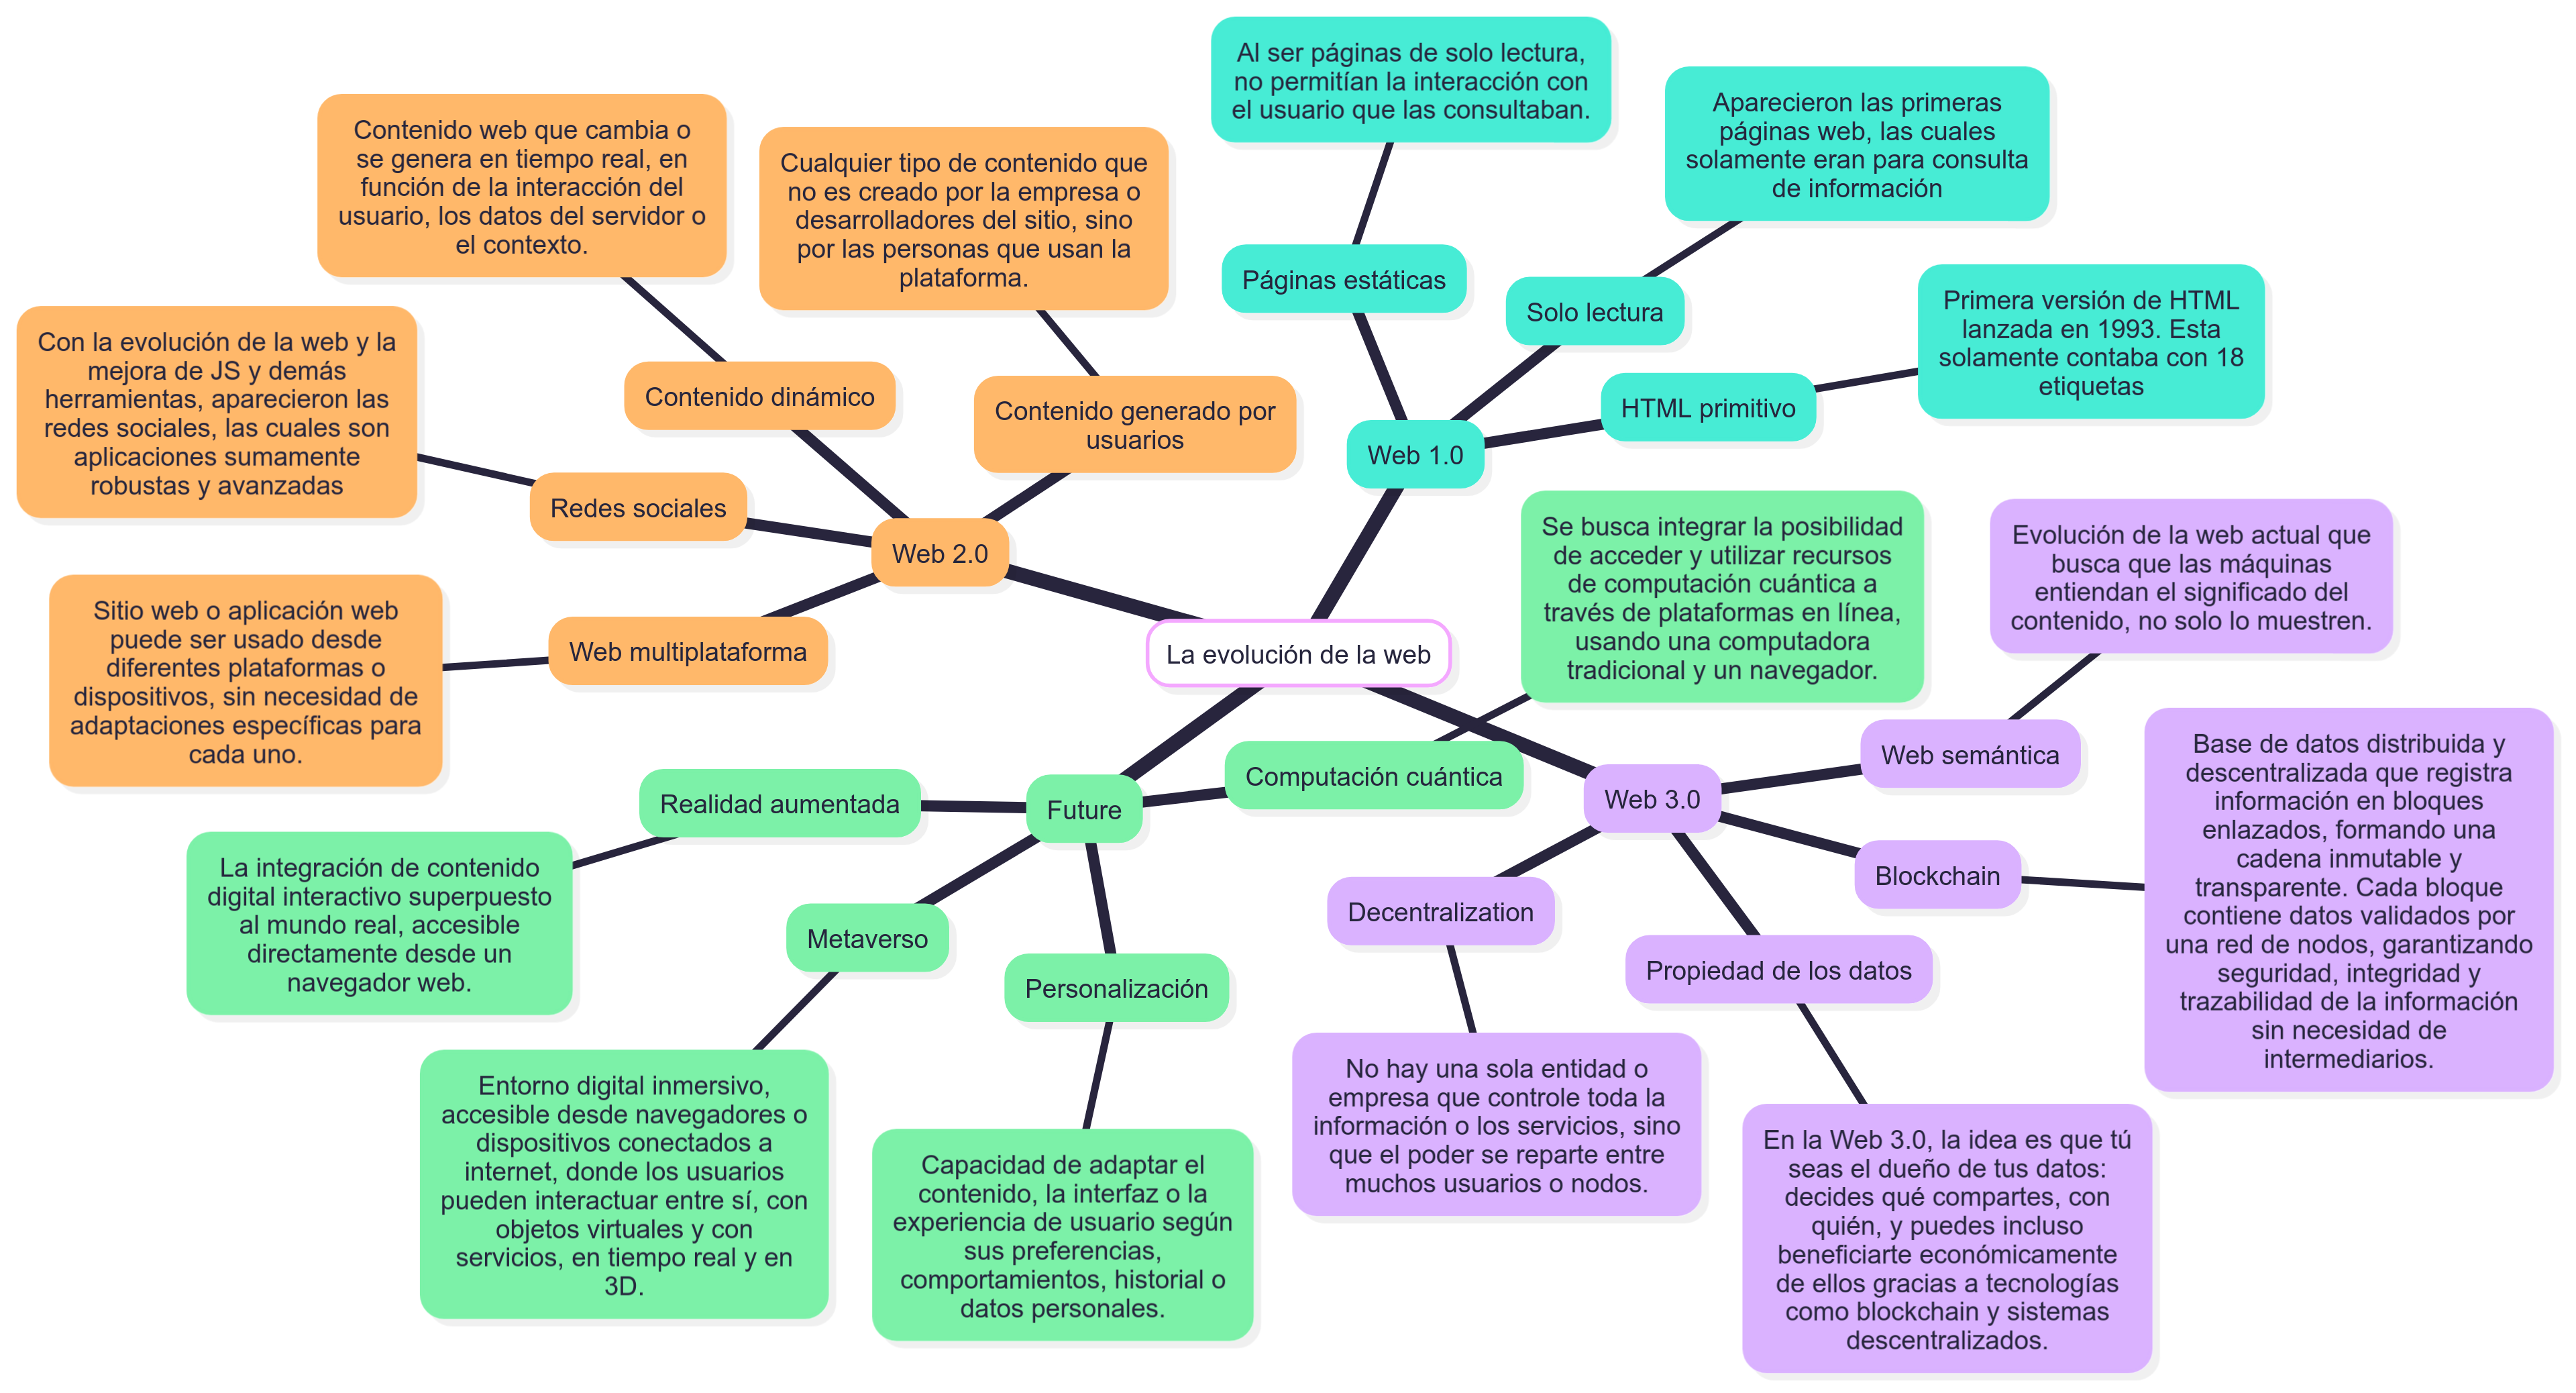 La evolución de la web
Web 1.0
Páginas estáticas
Al ser páginas de solo lectura,
no permitían la interacción con
el usuario que las consultaban.
Solo lectura
Aparecieron las primeras
páginas web, las cuales
solamente eran para consulta
de información
HTML primitivo
Primera versión de HTML
lanzada en 1993. Esta
solamente contaba con 18
etiquetas
Web 2.0
Contenido generado por
usuarios
Cualquier tipo de contenido que
no es creado por la empresa o
desarrolladores del sitio, sino
por las personas que usan la
plataforma.
Contenido dinámico
Contenido web que cambia o
se genera en tiempo real, en
función de la interacción del
usuario, los datos del servidor o
el contexto.
Redes sociales
Con la evolución de la web y la
mejora de JS y demás
herramientas, aparecieron las
redes sociales, las cuales son
aplicaciones sumamente
robustas y avanzadas
Web multiplataforma
Sitio web o aplicación web
puede ser usado desde
diferentes plataformas o
dispositivos, sin necesidad de
adaptaciones específicas para
cada uno.
Web 3.0
Web semántica
Evolución de la web actual que
busca que las máquinas
entiendan el significado del
contenido, no solo lo muestren.
Blockchain
Base de datos distribuida y
descentralizada que registra
información en bloques
enlazados, formando una
cadena inmutable y
transparente. Cada bloque
contiene datos validados por
una red de nodos, garantizando
seguridad, integridad y
trazabilidad de la información
sin necesidad de
intermediarios.
Propiedad de los datos
En la Web 3.0, la idea es que tú
seas el dueño de tus datos:
decides qué compartes, con
quién, y puedes incluso
beneficiarte económicamente
de ellos gracias a tecnologías
como blockchain y sistemas
descentralizados.
Decentralization
No hay una sola entidad o
empresa que controle toda la
información o los servicios, sino
que el poder se reparte entre
muchos usuarios o nodos.
Future
Computación cuántica
Se busca integrar la posibilidad
de acceder y utilizar recursos
de computación cuántica a
través de plataformas en línea,
usando una computadora
tradicional y un navegador.
Realidad aumentada
La integración de contenido
digital interactivo superpuesto
al mundo real, accesible
directamente desde un
navegador web.
Metaverso
Entorno digital inmersivo,
accesible desde navegadores o
dispositivos conectados a
internet, donde los usuarios
pueden interactuar entre sí, con
objetos virtuales y con
servicios, en tiempo real y en
3D.
Personalización
Capacidad de adaptar el
contenido, la interfaz o la
experiencia de usuario según
sus preferencias,
comportamientos, historial o
datos personales.